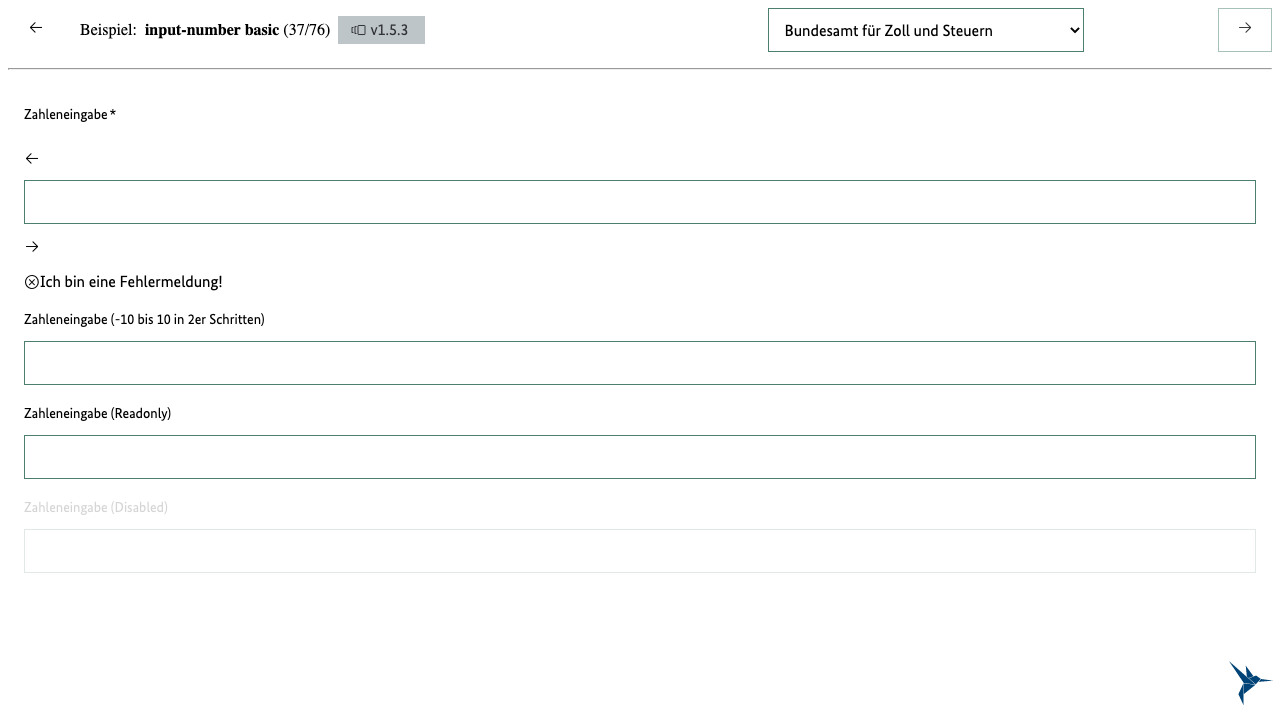 Beispiel: input-number basic (37/76) v1.5.3
Bundesamt für Zoll und Steuern
Zahleneingabe *
Ich bin eine Fehlermeldung!
Zahleneingabe (-10 bis 10 in 2er Schritten)
Zahleneingabe (Readonly)
Zahleneingabe (Disabled)